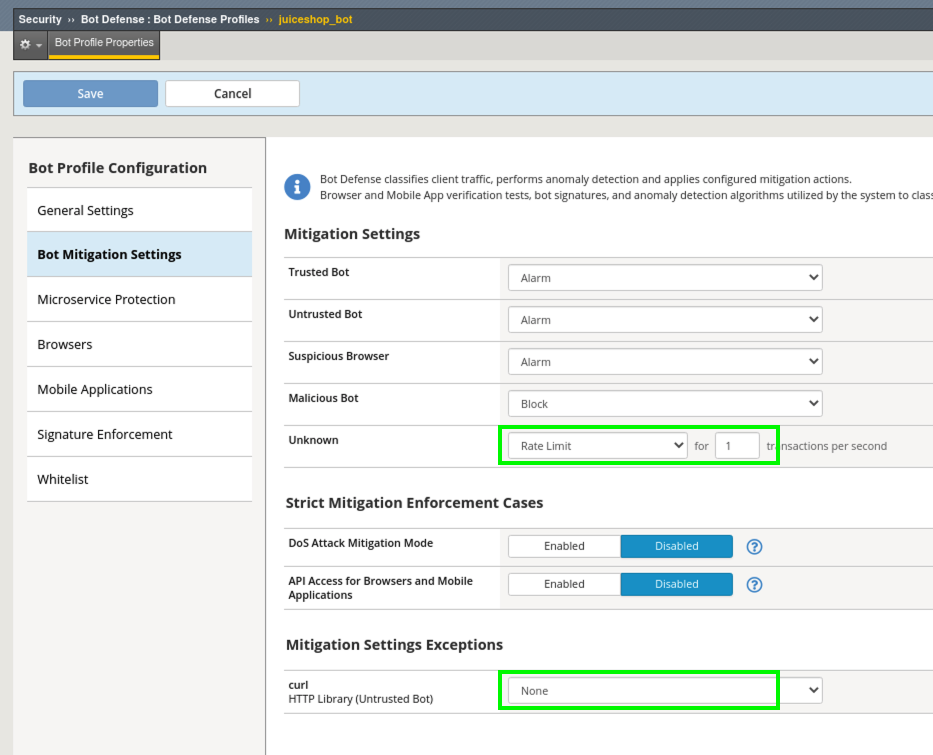 Security ›› Bot Defense : Bot Defense Profiles ›› juiceshop_bot
Bot Profile Properties
Save Cancel
Bot Profile Configuration
General Settings
Bot Mitigation Settings
Microservice Protection
Browsers
Mobile Applications
Signature Enforcement
Whitelist
Bot Defense classifies client traffic, performs anomaly detection and applies configured mitigation actions.
Browser and Mobile App verification tests, bot signatures, and anomaly detection algorithms utilized by the system to clas
Mitigation Settings
Trusted Bot Alarm
Untrusted Bot Alarm
Suspicious Browser Alarm
Malicious Bot Block
Unknown Rate Limit for 1 transactions per second
Strict Mitigation Enforcement Cases
DoS Attack Mitigation Mode Enabled Disabled ?
API Access for Browsers and Mobile
Applications Enabled Disabled ?
Mitigation Settings Exceptions
curl
HTTP Library (Untrusted Bot) None